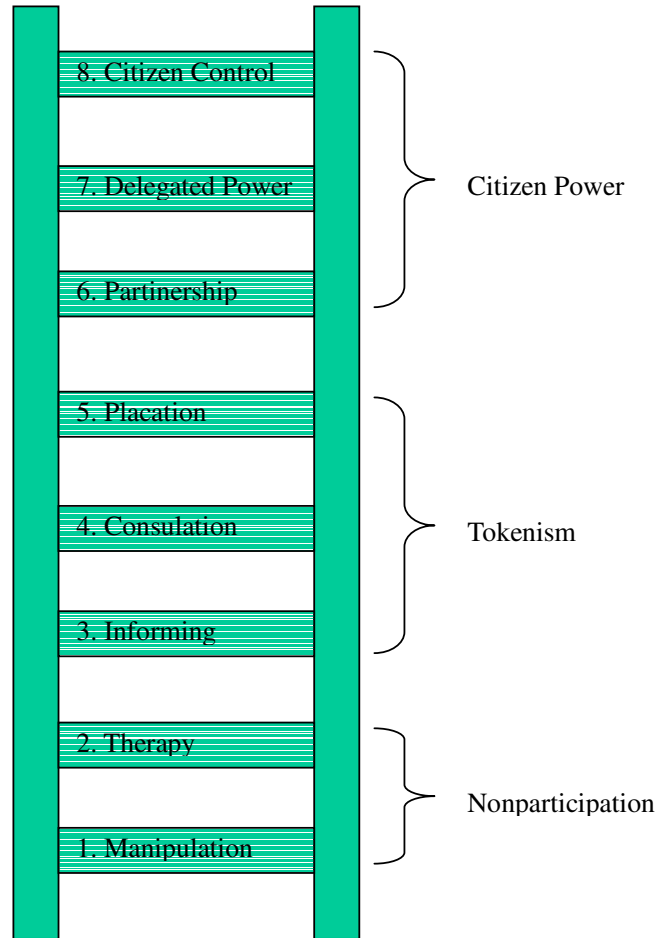 8. Citizen Control
7. Delegated Power
Citizen Power
6. Partinership
5. Placation
4. Consulation
Tokenism
3. Informing
2. Therapy
Nonparticipation
1. Manipulation